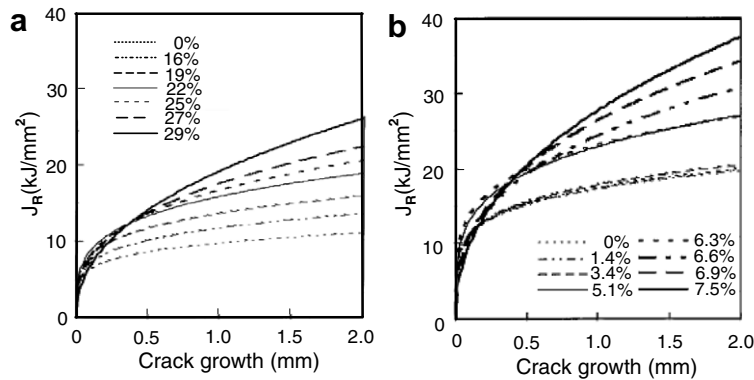 a
40
30
20
10
0
J_R(kJ/mm²)
0%
16%
19%
22%
25%
27%
29%
0 0.5 1.0 1.5 2.0
Crack growth (mm)
b
40
30
20
10
0
J_R(kJ/mm²)
0% 6.3%
1.4% 6.6%
3.4% 6.9%
5.1% 7.5%
0 0.5 1.0 1.5 2.0
Crack growth (mm)